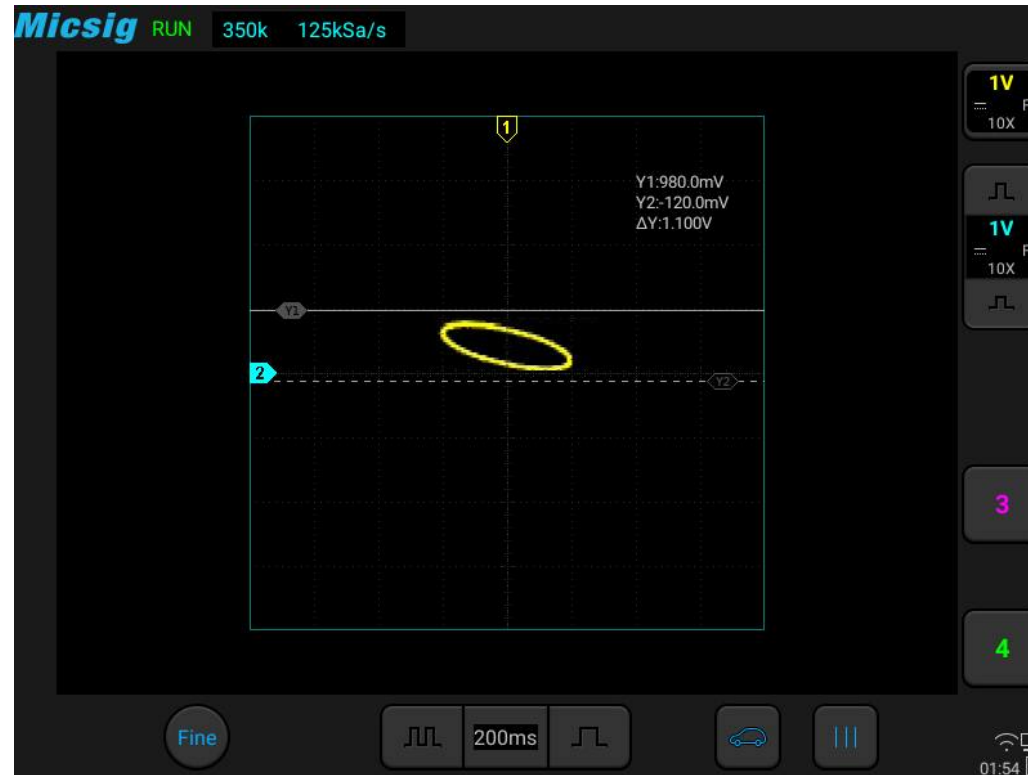 Micsig RUN 350k 125kSa/s
1
1V
F
10X
Y1:980.0mV
Y2:-120.0mV
ΔY:1.100V
1V
F
10X
Y1
2
Y2
3
4
Fine
200ms
01:54